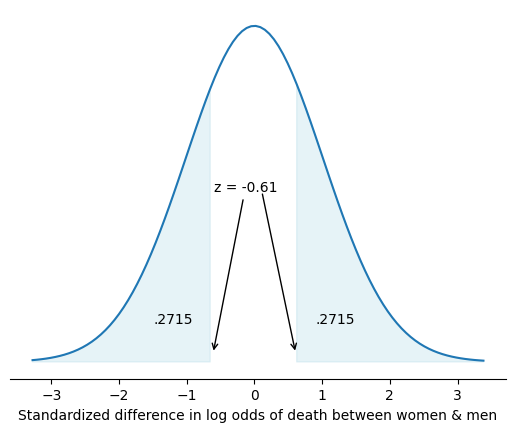 z = -0.61
.2715 .2715
−3 −2 −1 0 1 2 3
Standardized difference in log odds of death between women & men